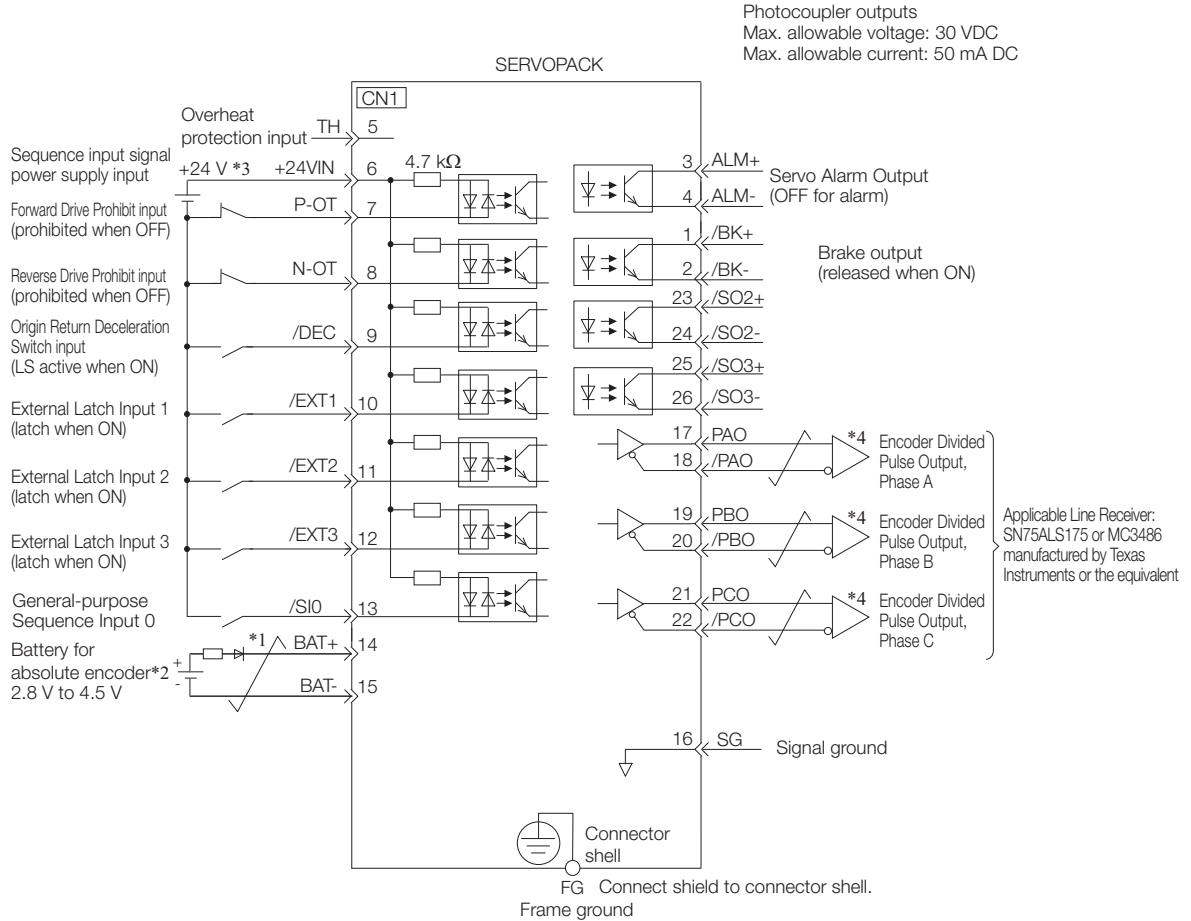 Photocoupler outputs
Max. allowable voltage: 30 VDC
Max. allowable current: 50 mA DC
SERVOPACK
CN1
Overheat
protection input
TH
5
Sequence input signal
power supply input
+24 V *3
+24VIN
6
4.7 kΩ
Forward Drive Prohibit input
(prohibited when OFF)
P-OT
7
Reverse Drive Prohibit input
(prohibited when OFF)
N-OT
8
Origin Return Deceleration
Switch input
(LS active when ON)
/DEC
9
External Latch Input 1
(latch when ON)
/EXT1
10
External Latch Input 2
(latch when ON)
/EXT2
11
External Latch Input 3
(latch when ON)
/EXT3
12
General-purpose
Sequence Input 0
/SI0
13
Battery for
absolute encoder*2
2.8 V to 4.5 V
+
-
*1
BAT+
14
BAT-
15
3
ALM+
4
ALM-
Servo Alarm Output
(OFF for alarm)
1
/BK+
2
/BK-
Brake output
(released when ON)
23
/SO2+
24
/SO2-
25
/SO3+
26
/SO3-
17
PAO
18
/PAO
*4
Encoder Divided
Pulse Output,
Phase A
19
PBO
20
/PBO
*4
Encoder Divided
Pulse Output,
Phase B
21
PCO
22
/PCO
*4
Encoder Divided
Pulse Output,
Phase C
Applicable Line Receiver:
SN75ALS175 or MC3486
manufactured by Texas
Instruments or the equivalent
16
SG
Signal ground
Connector
shell
FG
Connect shield to connector shell.
Frame ground